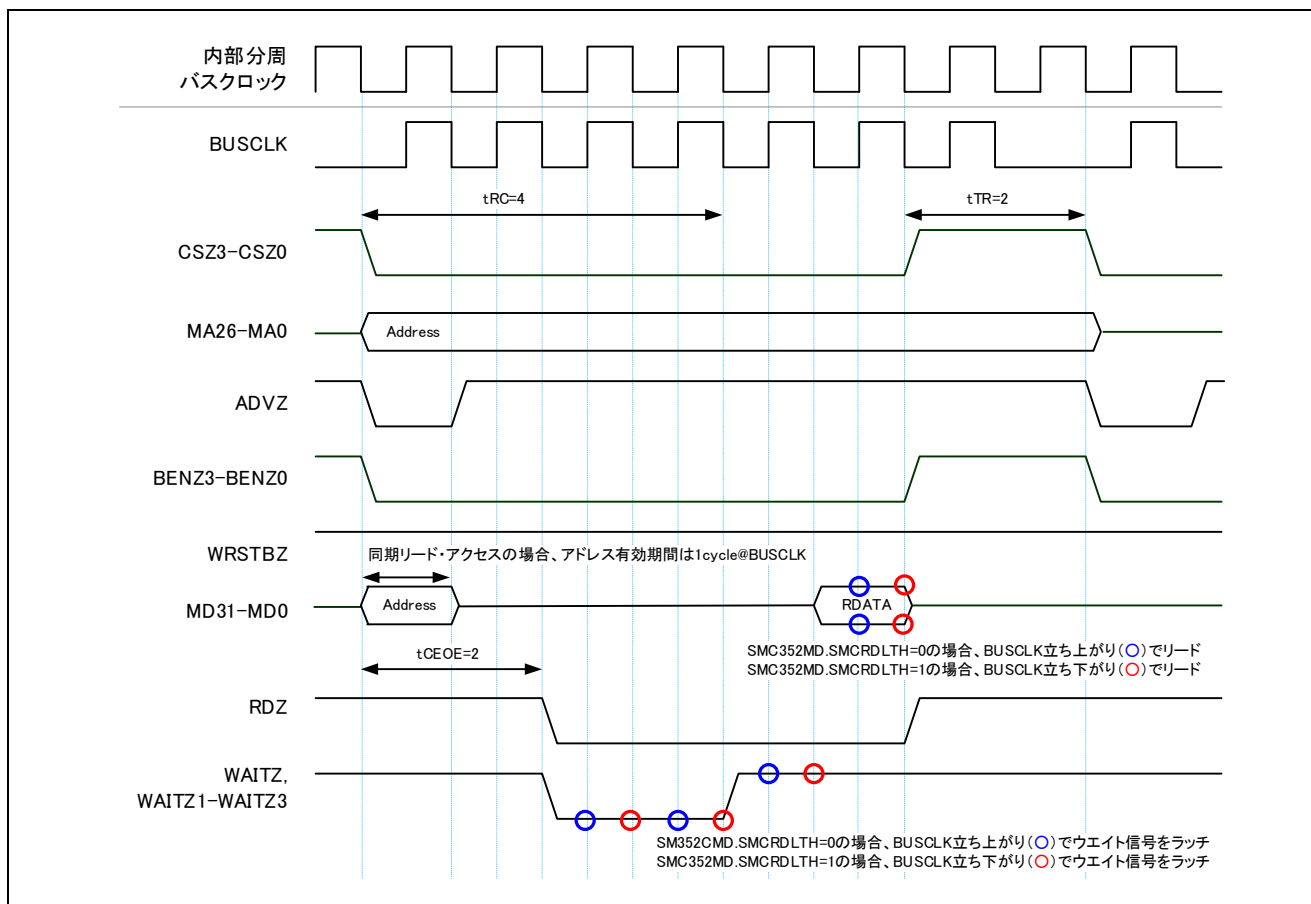 内部分周
バスクロック
BUSCLK
tRC=4
tTR=2
CSZ3-CSZ0
MA26-MA0
Address
ADVZ
BENZ3-BENZ0
WRSTBZ
同期リード・アクセスの場合、アドレス有効期間は1cycle@BUSCLK
MD31-MD0
Address
RDATA
SMC352MD.SMCRDLTH=0の場合、BUSCLK立ち上がり(○)でリード
SMC352MD.SMCRDLTH=1の場合、BUSCLK立ち下がり(○)でリード
tCEOE=2
RDZ
WAITZ,
WAITZ1-WAITZ3
SM352CMD.SMCRDLTH=0の場合、BUSCLK立ち上がり(○)でウエイト信号をラッチ
SMC352MD.SMCRDLTH=1の場合、BUSCLK立ち下がり(○)でウエイト信号をラッチ